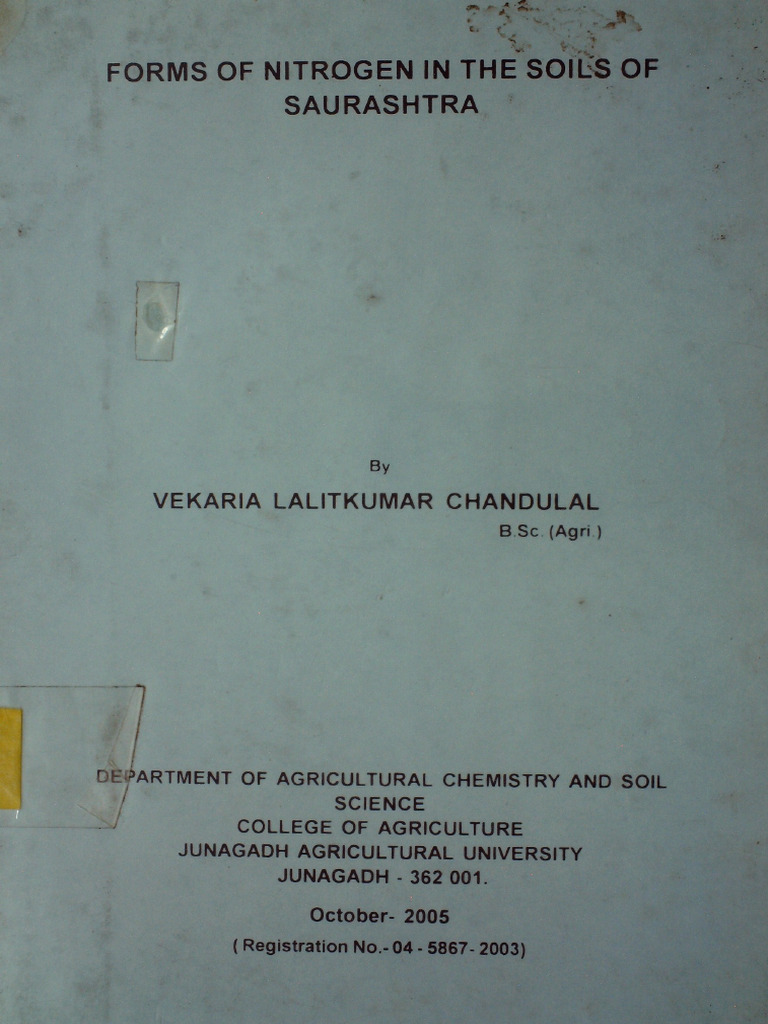 FORMS OF NITROGEN IN THE SOILS OF
SAURASHTRA
By
VEKARIA LALITKUMAR CHANDULAL
B.Sc. (Agri.)
DEPARTMENT OF AGRICULTURAL CHEMISTRY AND SOIL
SCIENCE
COLLEGE OF AGRICULTURE
JUNAGADH AGRICULTURAL UNIVERSITY
JUNAGADH - 362 001.
October- 2005
( Registration No.- 04 - 5867- 2003)